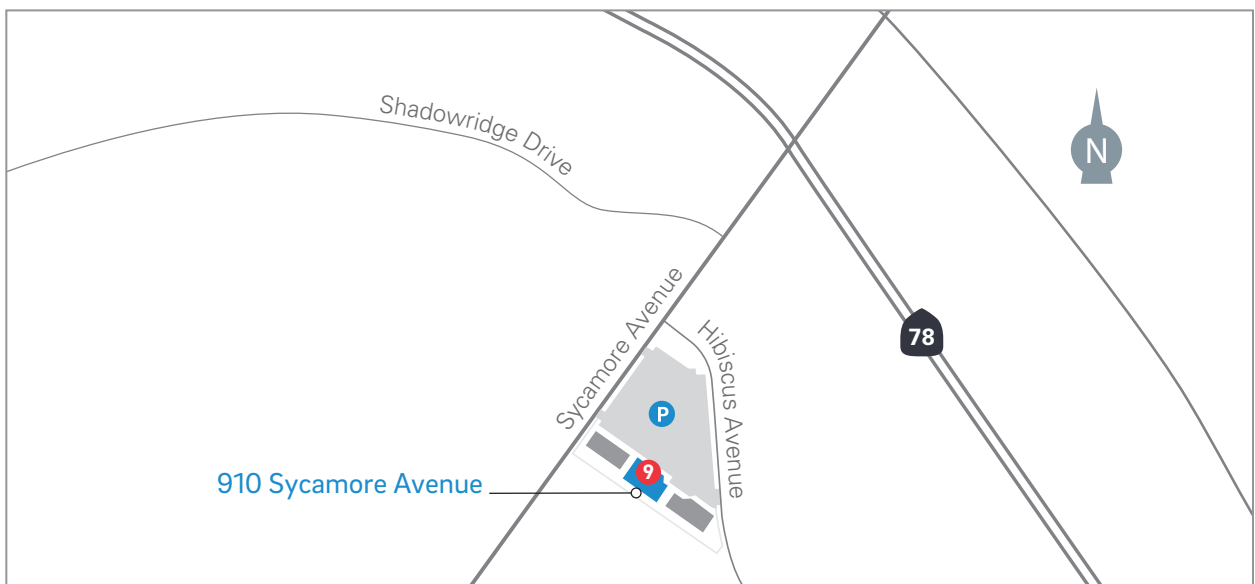 Shadowridge Drive
N
Sycamore Avenue
Hibiscus Avenue
78
P
9
910 Sycamore Avenue